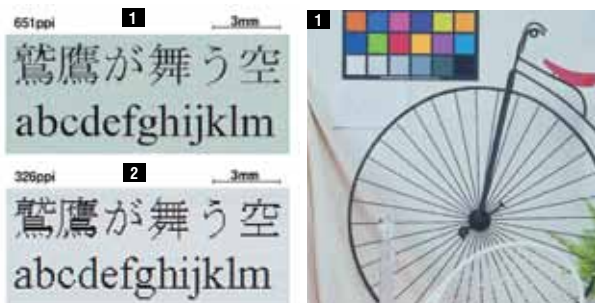 651ppi
1
3mm
鷲鷹が舞う空
abcdefghijklm
326ppi
2
3mm
鷲鷹が舞う空
abcdefghijklm
1